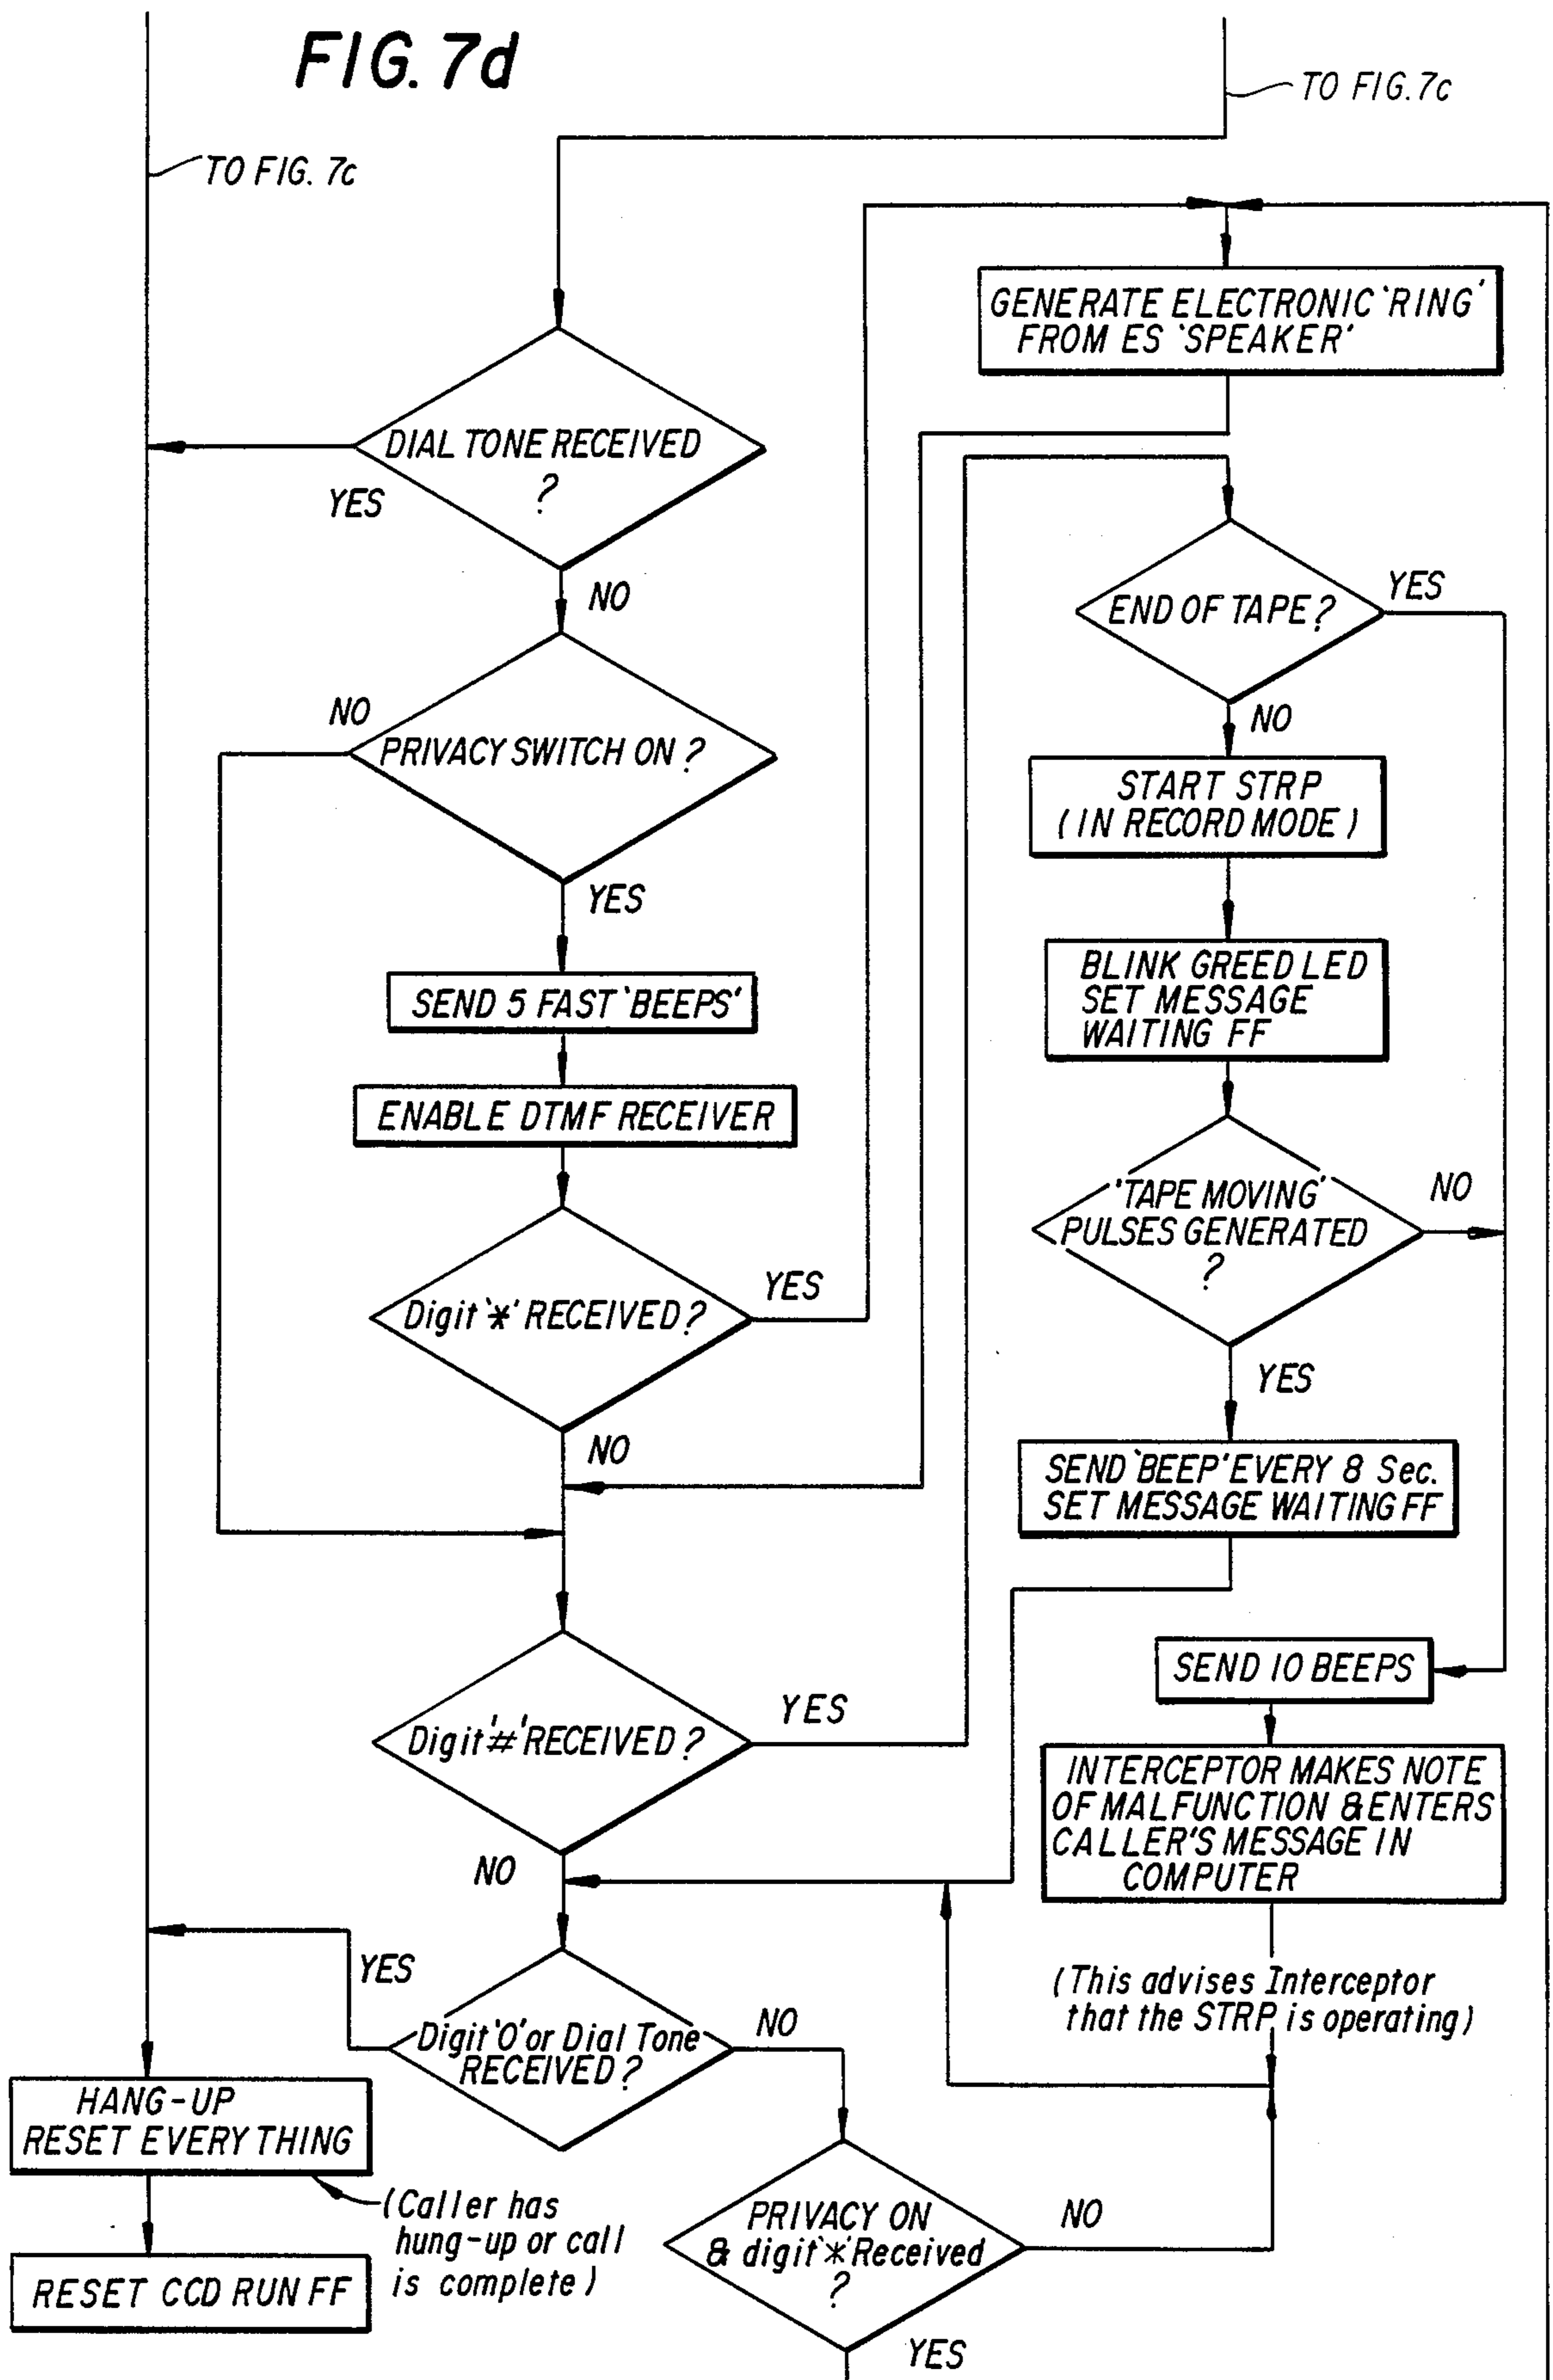 FIG. 7d
TO FIG. 7c
TO FIG. 7c
DIAL TONE RECEIVED
?
YES
NO
PRIVACY SWITCH ON ?
NO
YES
SEND 5 FAST 'BEEPS'
ENABLE DTMF RECEIVER
Digit '*' RECEIVED ?
YES
NO
Digit '#' RECEIVED ?
YES
NO
Digit 'O' or Dial Tone
RECEIVED ?
YES
NO
HANG-UP
RESET EVERY THING
(Caller has
hung-up or call
is complete)
RESET CCD RUN FF
PRIVACY ON
& digit '*' Received
?
NO
YES
GENERATE ELECTRONIC 'RING'
FROM ES 'SPEAKER'
END OF TAPE ?
YES
NO
START STRP
(IN RECORD MODE)
BLINK GREED LED
SET MESSAGE
WAITING FF
'TAPE MOVING'
PULSES GENERATED
?
NO
YES
SEND 'BEEP' EVERY 8 Sec.
SET MESSAGE WAITING FF
SEND 10 BEEPS
INTERCEPTOR MAKES NOTE
OF MALFUNCTION & ENTERS
CALLER'S MESSAGE IN
COMPUTER
(This advises Interceptor
that the STRP is operating)